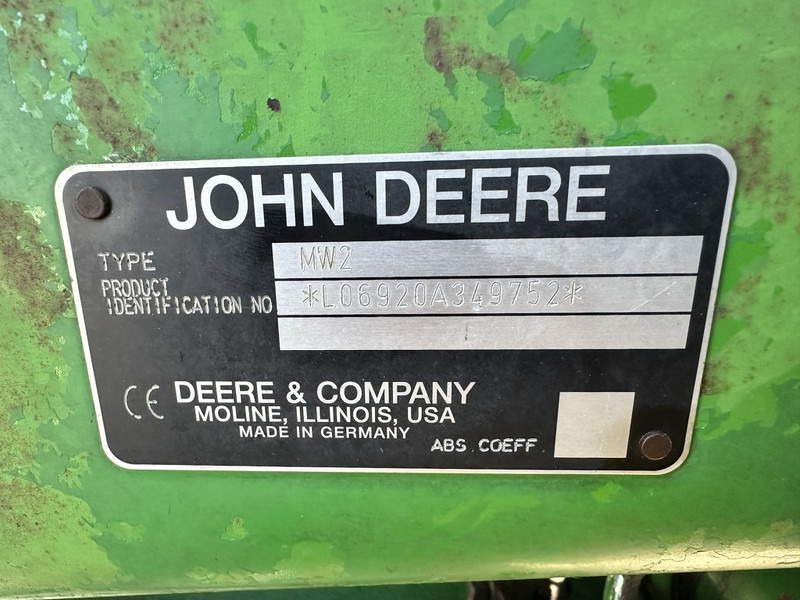 JOHN DEERE
TYPE MW2
PRODUCT
IDENTIFICATION NO *L06920A349752*
CE DEERE & COMPANY
MOLINE, ILLINOIS, USA
MADE IN GERMANY
ABS. COEFF.